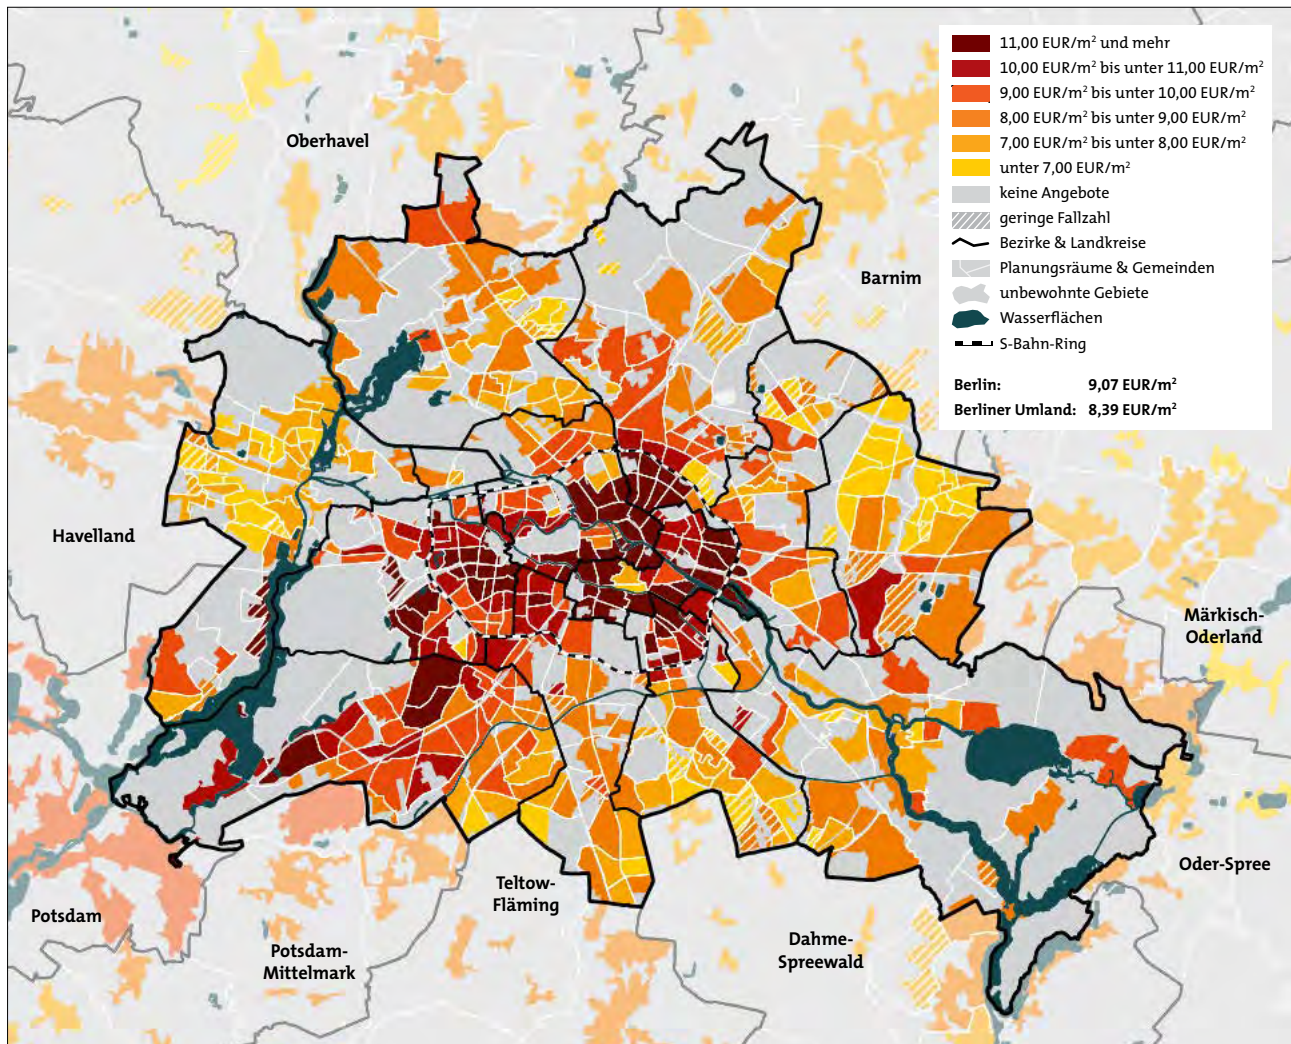 11,00 EUR/m² und mehr
10,00 EUR/m² bis unter 11,00 EUR/m²
9,00 EUR/m² bis unter 10,00 EUR/m²
8,00 EUR/m² bis unter 9,00 EUR/m²
7,00 EUR/m² bis unter 8,00 EUR/m²
unter 7,00 EUR/m²
keine Angebote
geringe Fallzahl
Bezirke & Landkreise
Planungsräume & Gemeinden
unbewohnte Gebiete
Wasserflächen
S-Bahn-Ring
Berlin: 9,07 EUR/m²
Berliner Umland: 8,39 EUR/m²
Oberhavel
Barnim
Havelland
Märkisch-
Oderland
Oder-Spree
Teltow-
Fläming
Potsdam
Potsdam-
Mittelmark
Dahme-
Spreewald